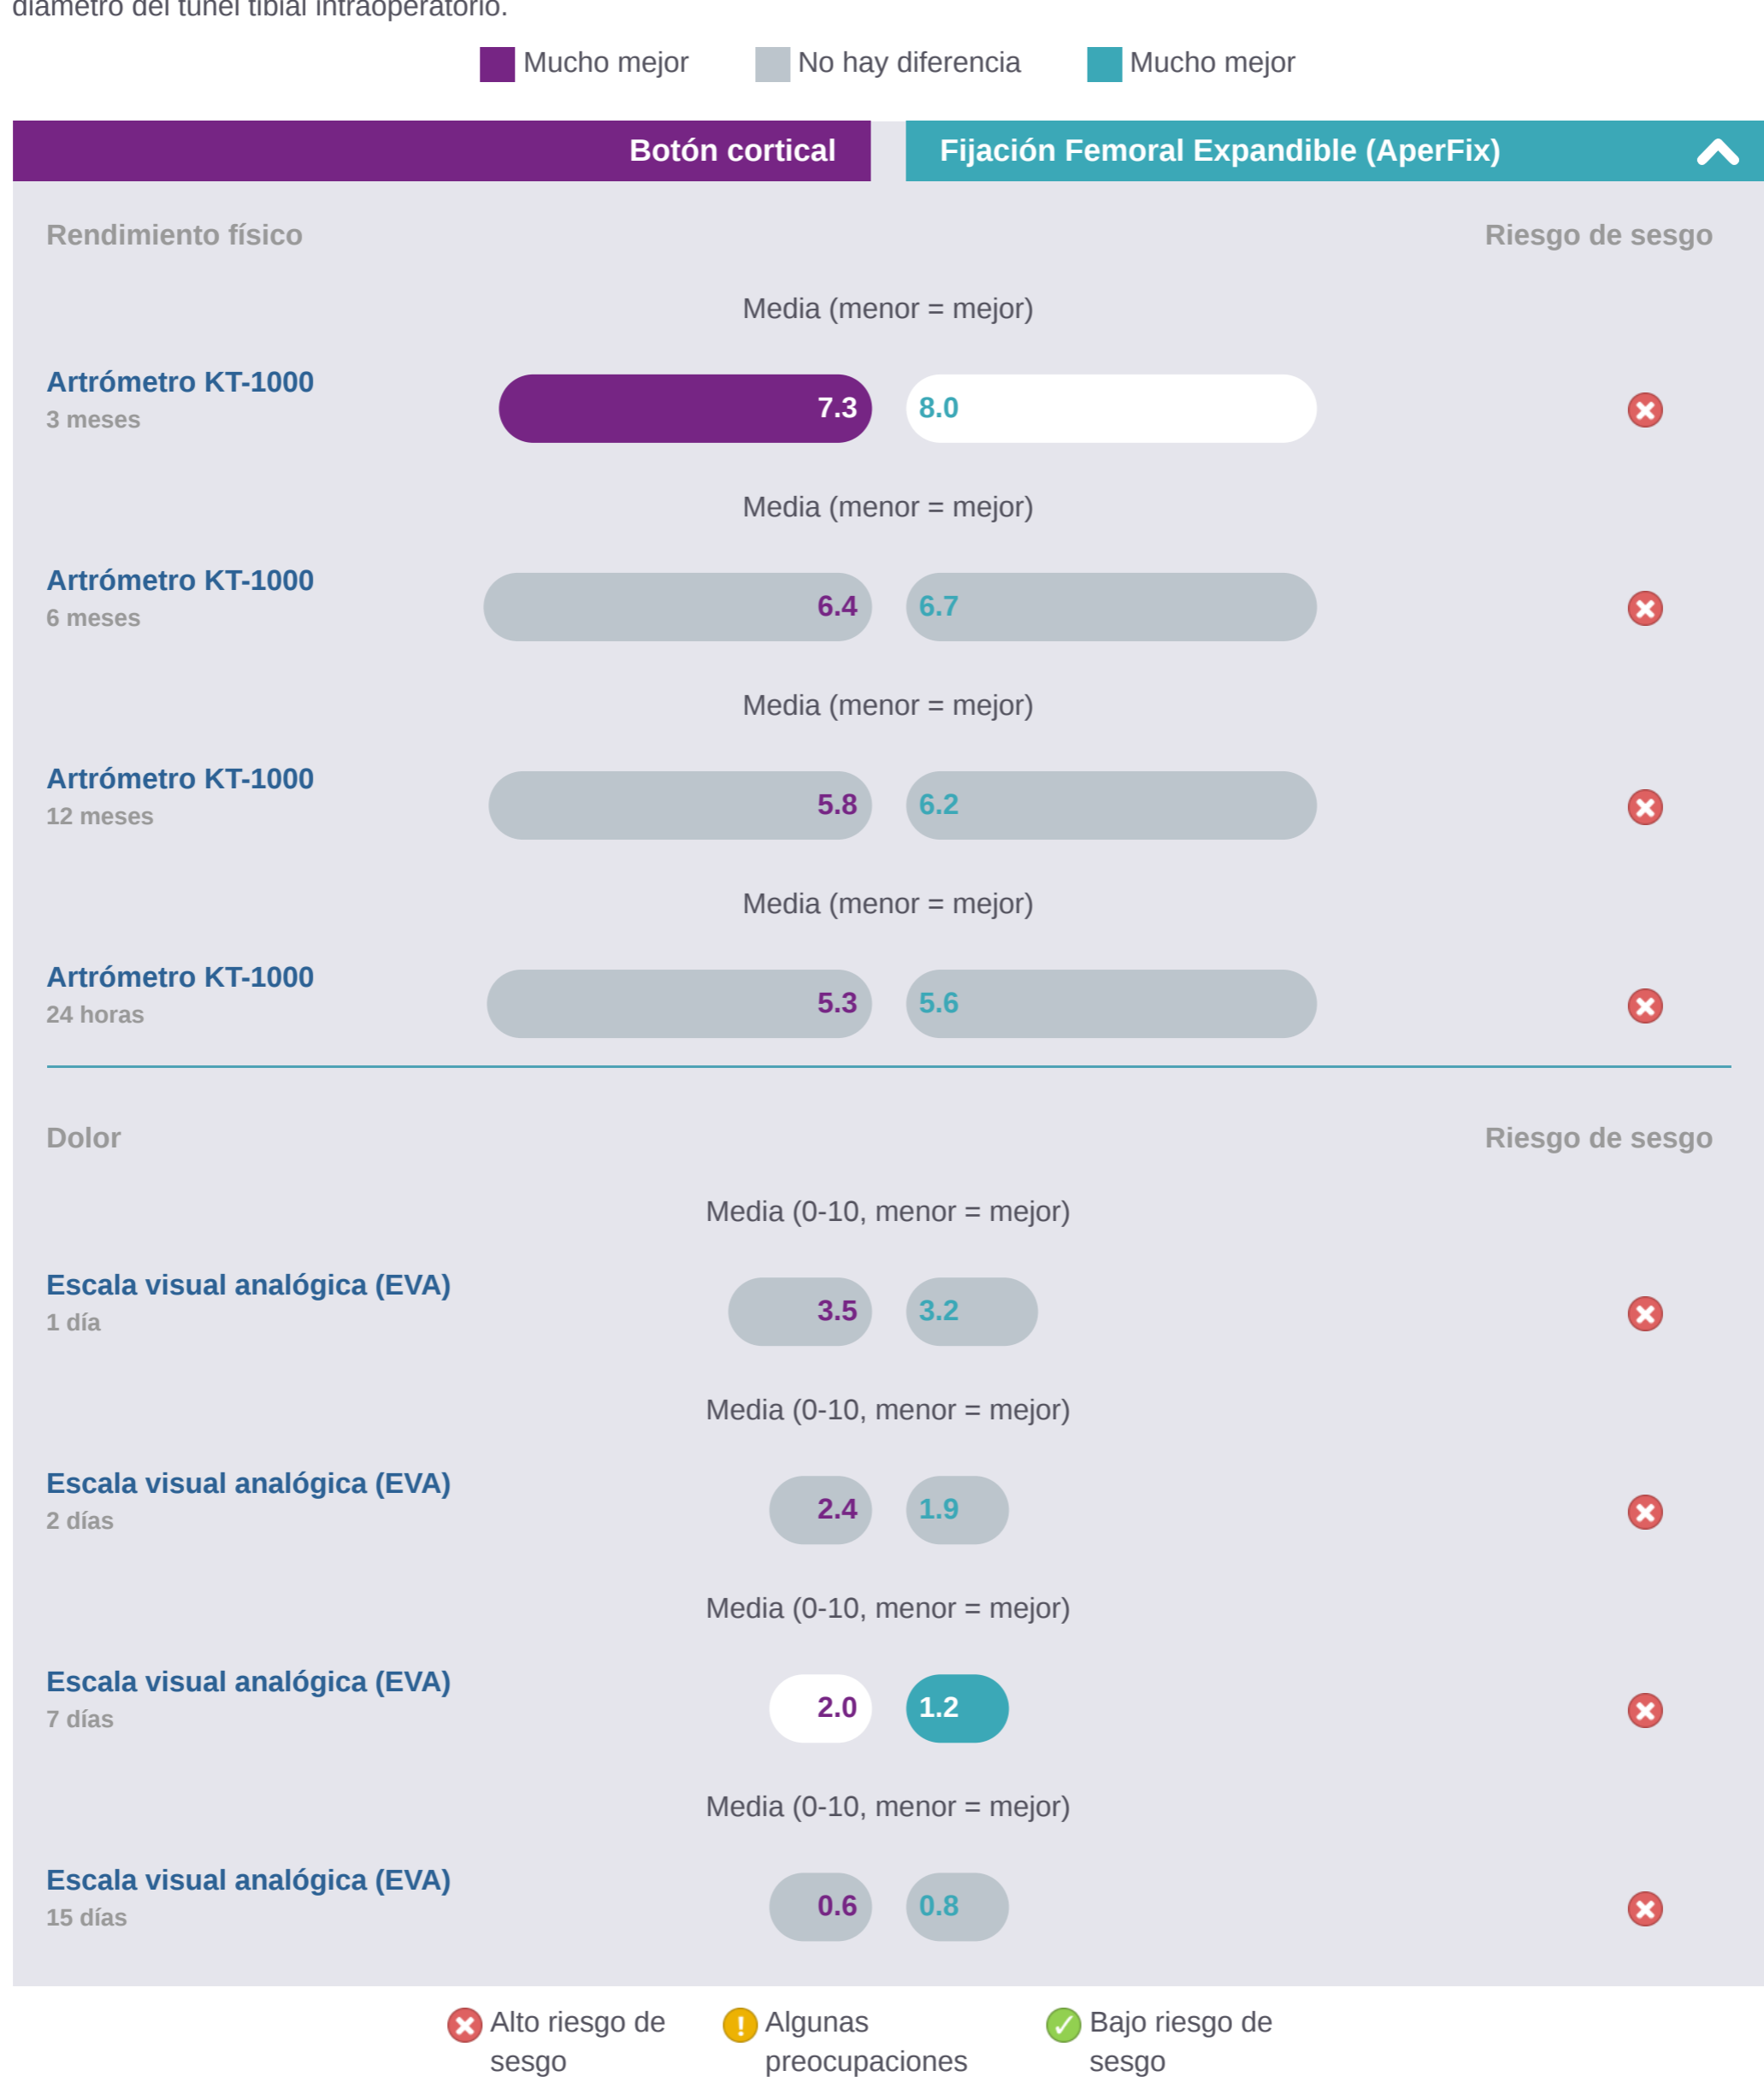 diámetro del túnel tibial intraoperatorio.
Mucho mejor No hay diferencia Mucho mejor
Botón cortical Fijación Femoral Expandible (AperFix)
Rendimiento físico Riesgo de sesgo
Media (menor = mejor)
Artrómetro KT-1000
3 meses
7.3 8.0
Media (menor = mejor)
Artrómetro KT-1000
6 meses
6.4 6.7
Media (menor = mejor)
Artrómetro KT-1000
12 meses
5.8 6.2
Media (menor = mejor)
Artrómetro KT-1000
24 horas
5.3 5.6
Dolor Riesgo de sesgo
Media (0-10, menor = mejor)
Escala visual analógica (EVA)
1 día
3.5 3.2
Media (0-10, menor = mejor)
Escala visual analógica (EVA)
2 días
2.4 1.9
Media (0-10, menor = mejor)
Escala visual analógica (EVA)
7 días
2.0 1.2
Media (0-10, menor = mejor)
Escala visual analógica (EVA)
15 días
0.6 0.8
Alto riesgo de sesgo
Algunas preocupaciones
Bajo riesgo de sesgo